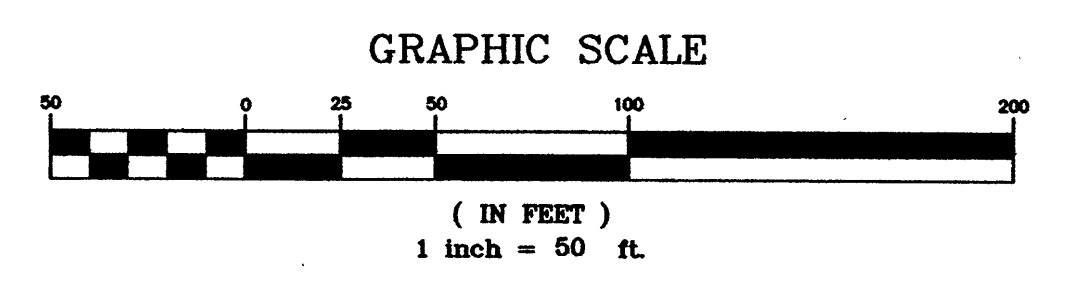 GRAPHIC SCALE
50 0 25 50 100 200
( IN FEET )
1 inch = 50 ft.